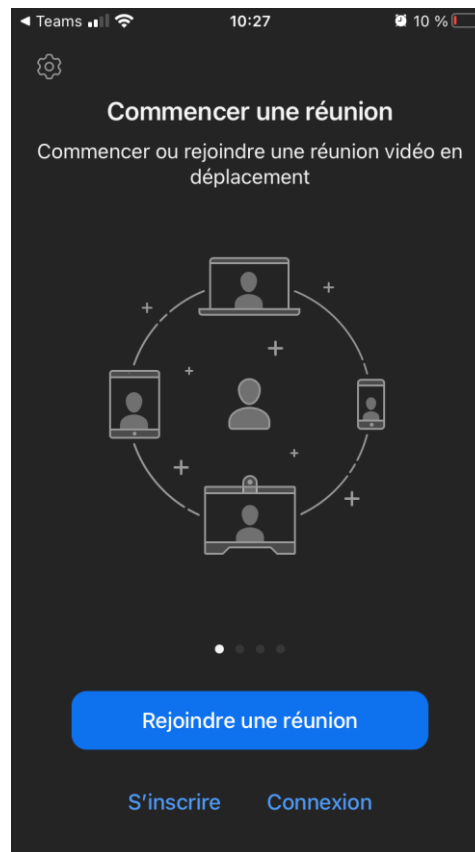 Teams 10:27 10 %
Commencer une réunion
Commencer ou rejoindre une réunion vidéo en
déplacement
Rejoindre une réunion
S'inscrire Connexion